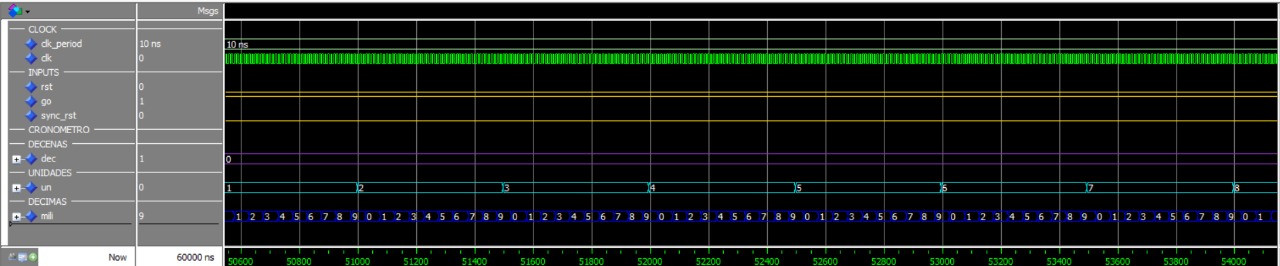 Msgs
CLOCK
clk_period 10 ns 10 ns
clk 0
INPUTS
rst 0
go 1
sync_rst 0
CRONOMETRO
DECENAS
dec 1 0
UNIDADES
un 0 1 2 3 4 5 6 7 8
DECIMAS
mili 9 1 2 3 4 5 6 7 8 9 0 1 2 3 4 5 6 7 8 9 0 1 2 3 4 5 6 7 8 9 0 1 2 3 4 5 6 7 8 9 0 1 2 3 4 5 6 7 8 9 0 1 2 3 4 5 6 7 8 9 0 1 2 3 4 5 6 7 8 9 0 1
Now 60000 ns 50600 50800 51000 51200 51400 51600 51800 52000 52200 52400 52600 52800 53000 53200 53400 53600 53800 54000